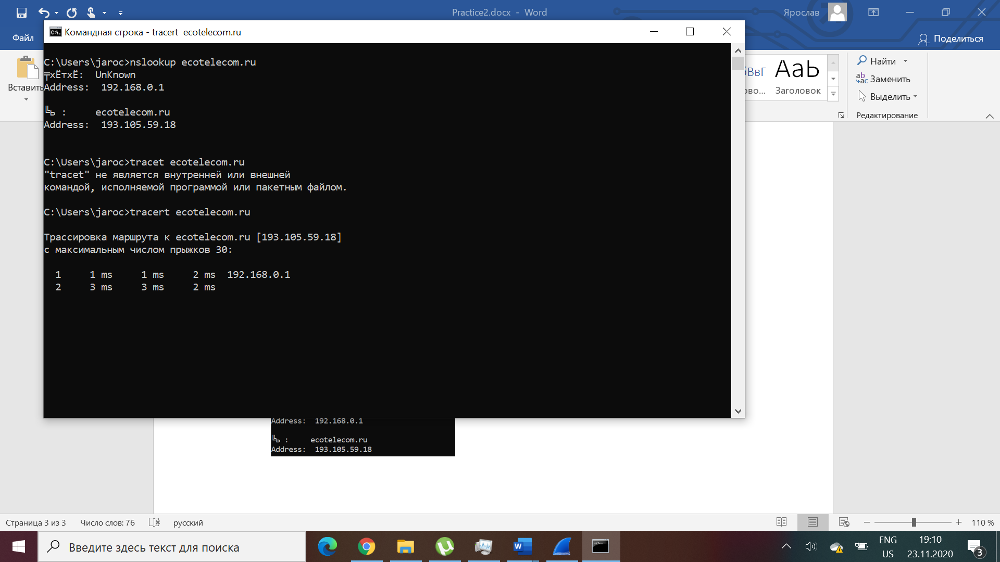 Practice2.docx - Word
Ярослав
Файл
Поделиться
Командная строка - tracert ecotelecom.ru
Вставить
АаЬ
Заголовок
Найти
Заменить
Выделить
Редактирование
C:\Users\jaroc>nslookup ecotelecom.ru
╤хЁтхЁ: UnKnown
Address: 192.168.0.1
╚ь : ecotelecom.ru
Address: 193.105.59.18
C:\Users\jaroc>tracet ecotelecom.ru
"tracet" не является внутренней или внешней
командой, исполняемой программой или пакетным файлом.
C:\Users\jaroc>tracert ecotelecom.ru
Трассировка маршрута к ecotelecom.ru [193.105.59.18]
с максимальным числом прыжков 30:
1 1 ms 1 ms 2 ms 192.168.0.1
2 3 ms 3 ms 2 ms
Address: 192.168.0.1
╚ь : ecotelecom.ru
Address: 193.105.59.18
Страница 3 из 3
Число слов: 76
русский
110 %
Введите здесь текст для поиска
ENG
US
19:10
23.11.2020
3